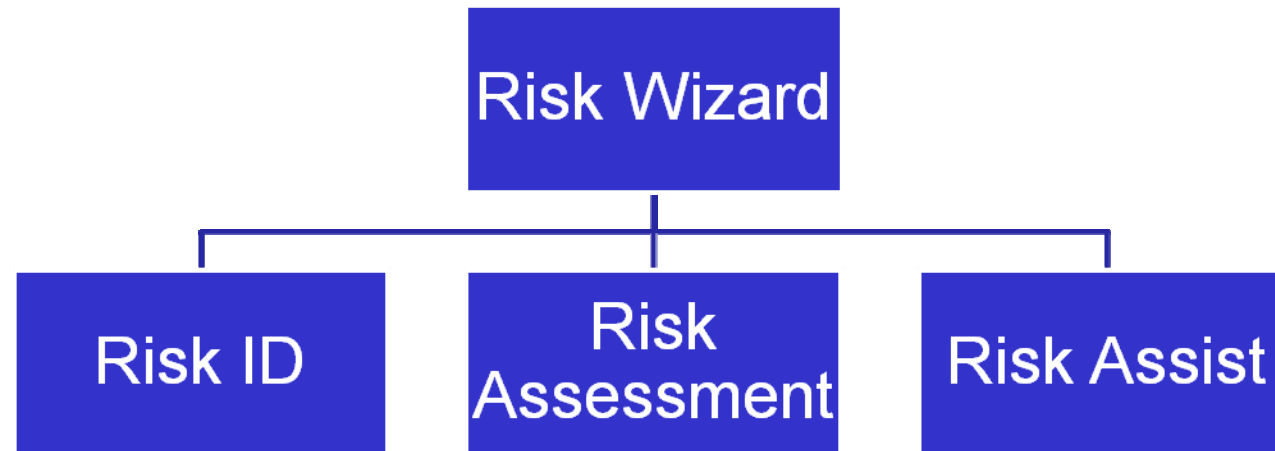 Risk Wizard
Risk ID
Risk
Assessment
Risk Assist